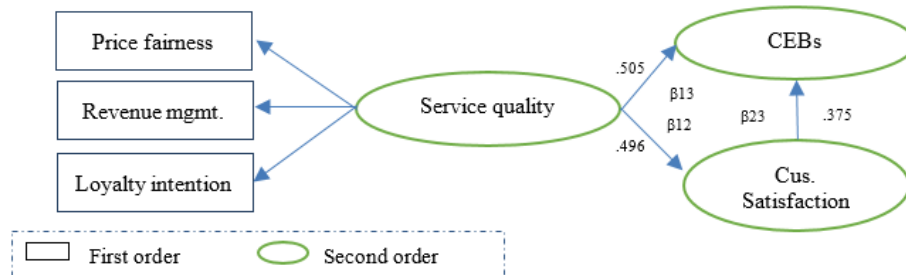 Price fairness
Revenue mgmt.
Loyalty intention
Service quality
.505
β13
β12
.496
CEBs
β23
.375
Cus.
Satisfaction
First order
Second order